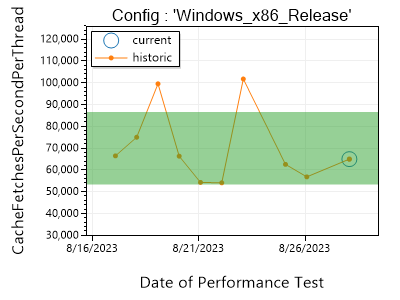 Config : 'Windows_x86_Release'
CacheFetchesPerSecondPerThread
120,000
110,000
100,000
90,000
80,000
70,000
60,000
50,000
40,000
30,000
current
historic
8/16/2023
8/21/2023
8/26/2023
Date of Performance Test